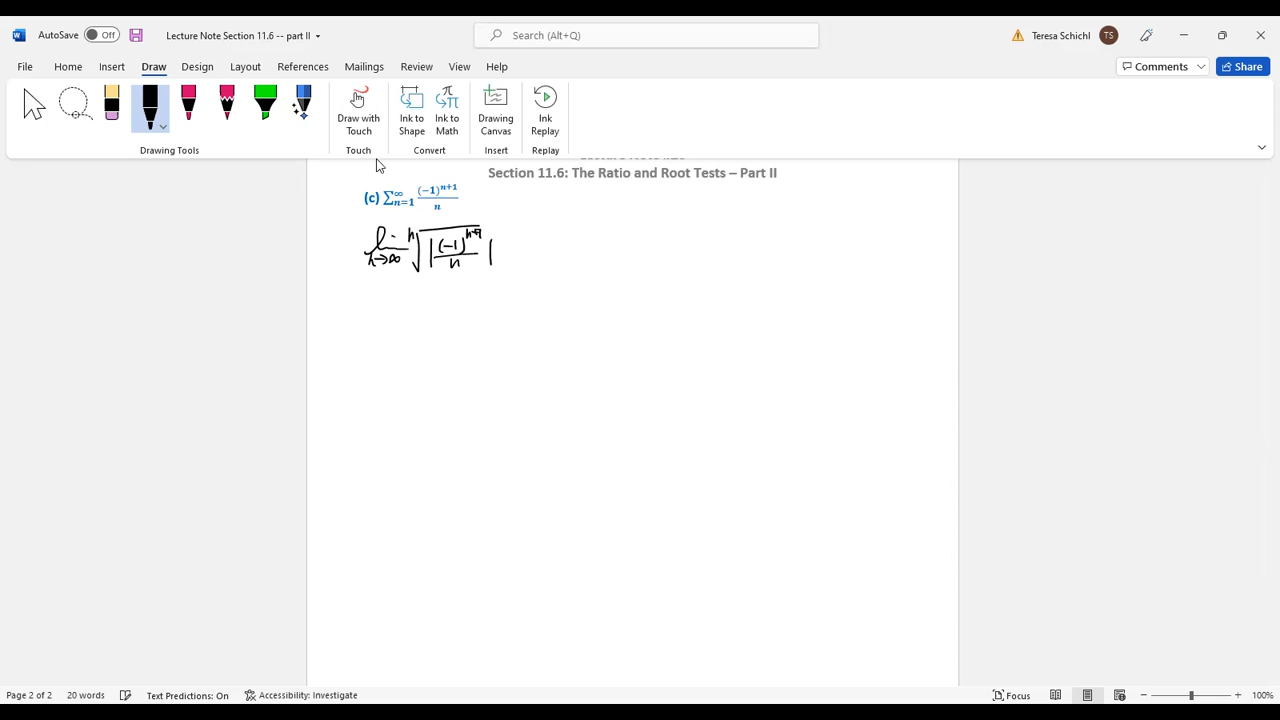 AutoSave Off Lecture Note Section 11.6 -- part II Search (Alt+Q) Teresa Schichl TS
File Home Insert Draw Design Layout References Mailings Review View Help Comments Share
Draw with Touch Ink to Shape Ink to Math Drawing Canvas Ink Replay
Drawing Tools Touch Convert Insert Replay
Section 11.6: The Ratio and Root Tests – Part II
(c) ∑_{n=1}^{∞} (−1)^{n+1}/n
lim_{n→∞} ⁿ√|(-1)^{n+1}/n|
Page 2 of 2 20 words Text Predictions: On Accessibility: Investigate Focus 100%